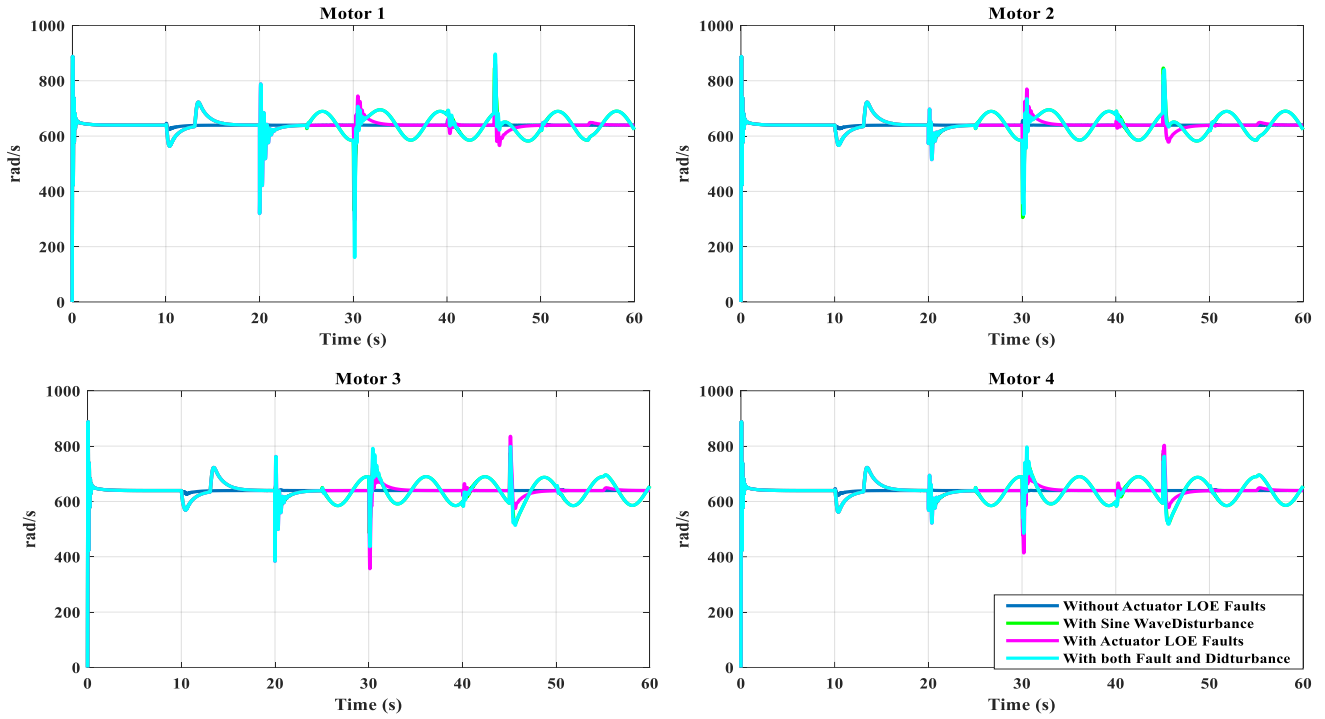 Motor 1
1000
800
600
400
200
0
rad/s
0 10 20 30 40 50 60
Time (s)
Motor 2
1000
800
600
400
200
0
rad/s
0 10 20 30 40 50 60
Time (s)
Motor 3
1000
800
600
400
200
0
rad/s
0 10 20 30 40 50 60
Time (s)
Motor 4
1000
800
600
400
200
0
rad/s
0 10 20 30 40 50 60
Time (s)
Without Actuator LOE Faults
With Sine WaveDisturbance
With Actuator LOE Faults
With both Fault and Didturbance